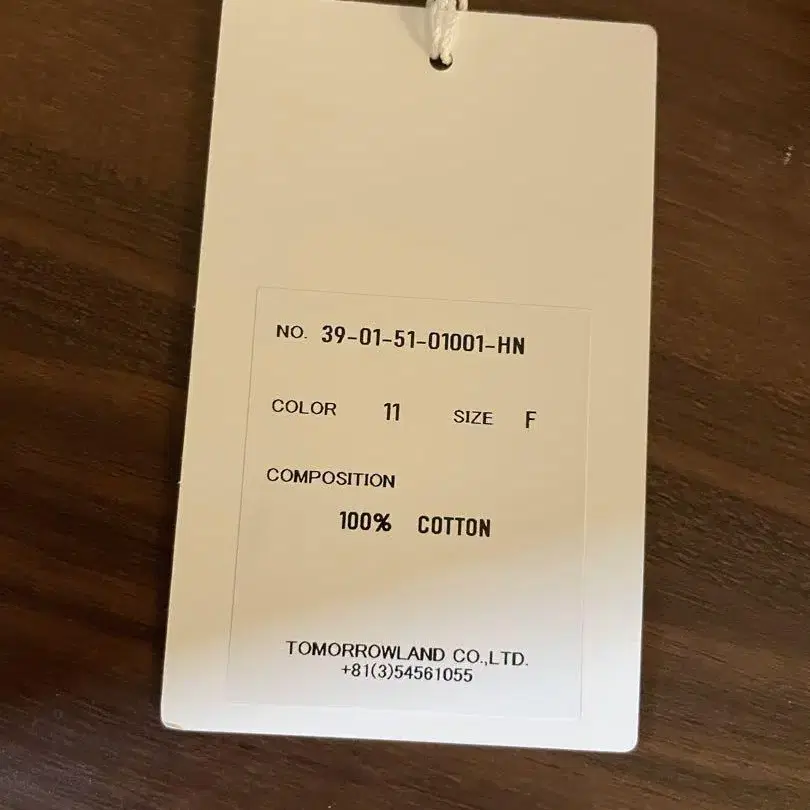 NO. 39-01-51-01001-HN
COLOR 11 SIZE F
COMPOSITION
100% COTTON
TOMORROWLAND CO.,LTD.
+81(3)54561055